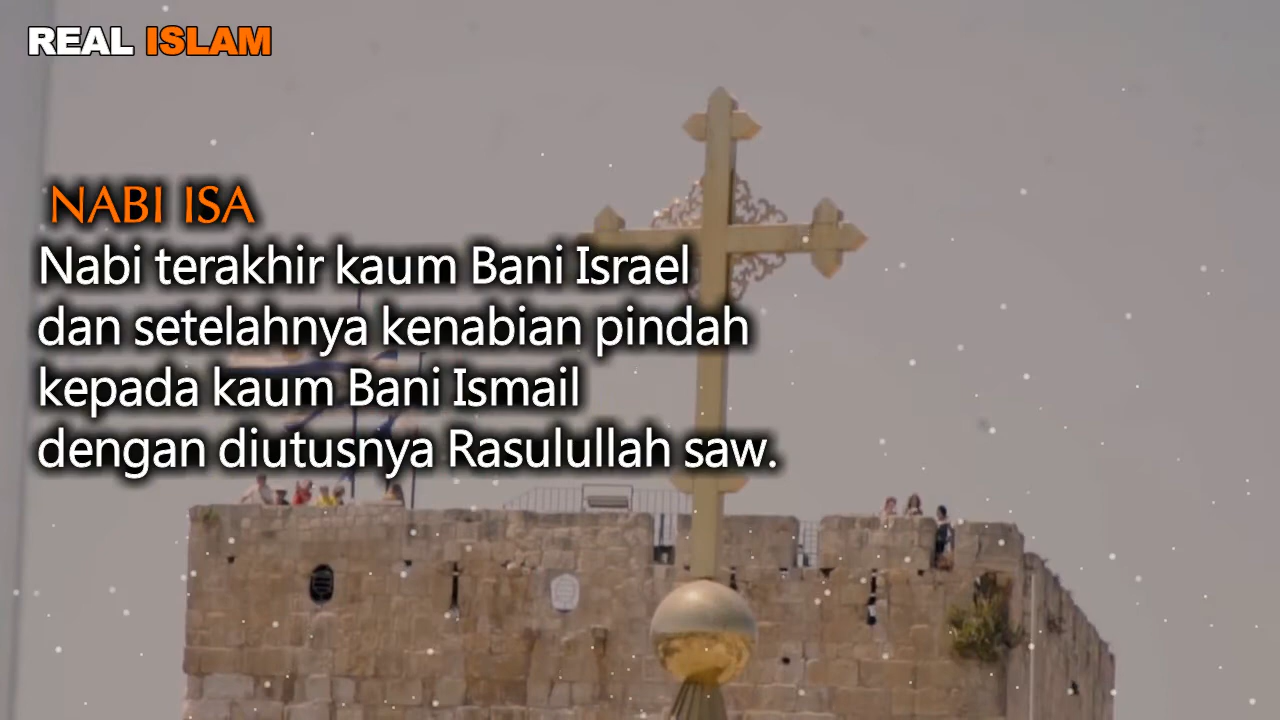 REAL ISLAM
NABI ISA
Nabi terakhir kaum Bani Israel
dan setelahnya kenabian pindah
kepada kaum Bani Ismail
dengan diutusnya Rasulullah saw.